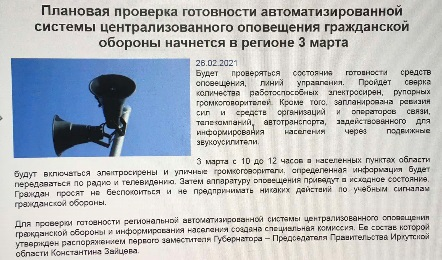 Плановая проверка готовности автоматизированной
системы централизованного оповещения гражданской
обороны начнется в регионе 3 марта
26.02.2021
Будет проверяться состояние готовности средств
оповещения, линий управления. Пройдет сверка
количества работоспособных электросирен, рупорных
громкоговорителей. Кроме того, запланирована ревизия
сил и средств организаций и операторов связи,
телекомпаний, автотранспорта, задействованного для
информирования населения через подвижные
звукоусилители.
3 марта с 10 до 12 часов в населенных пунктах области
будут включаться электросирены и уличные громкоговорители, определенная информация будет
передаваться по радио и телевидению. Затем аппаратуру оповещения приведут в исходное состояние.
Граждан просят не беспокоиться и не предпринимать никаких действий по учебным сигналам
гражданской обороны.
Для проверки готовности региональной автоматизированной системы централизованного оповещения
гражданской обороны и информирования населения создана специальная комиссия. Ее состав которой
утвержден распоряжением первого заместителя Губернатора – Председателя Правительства Иркутской
области Константина Зайцева.